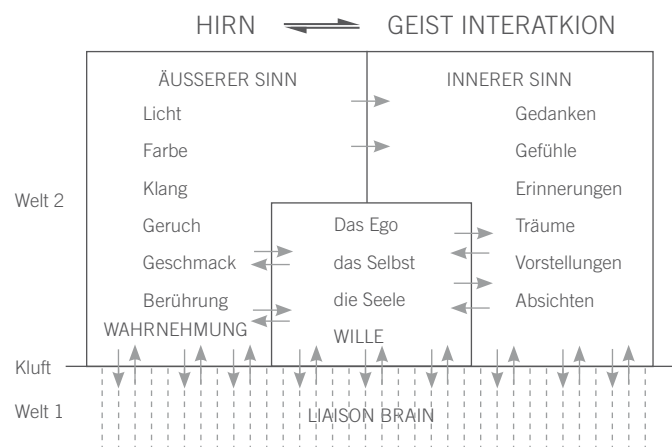 HIRN GEIST INTERATKION
ÄUSSERER SINN
Licht
Farbe
Klang
Geruch
Geschmack
Berührung
WAHRNEHMUNG
INNERER SINN
Gedanken
Gefühle
Erinnerungen
Träume
Vorstellungen
Absichten
Das Ego
das Selbst
die Seele
WILLE
Welt 2
Kluft
Welt 1
LIAISON BRAIN